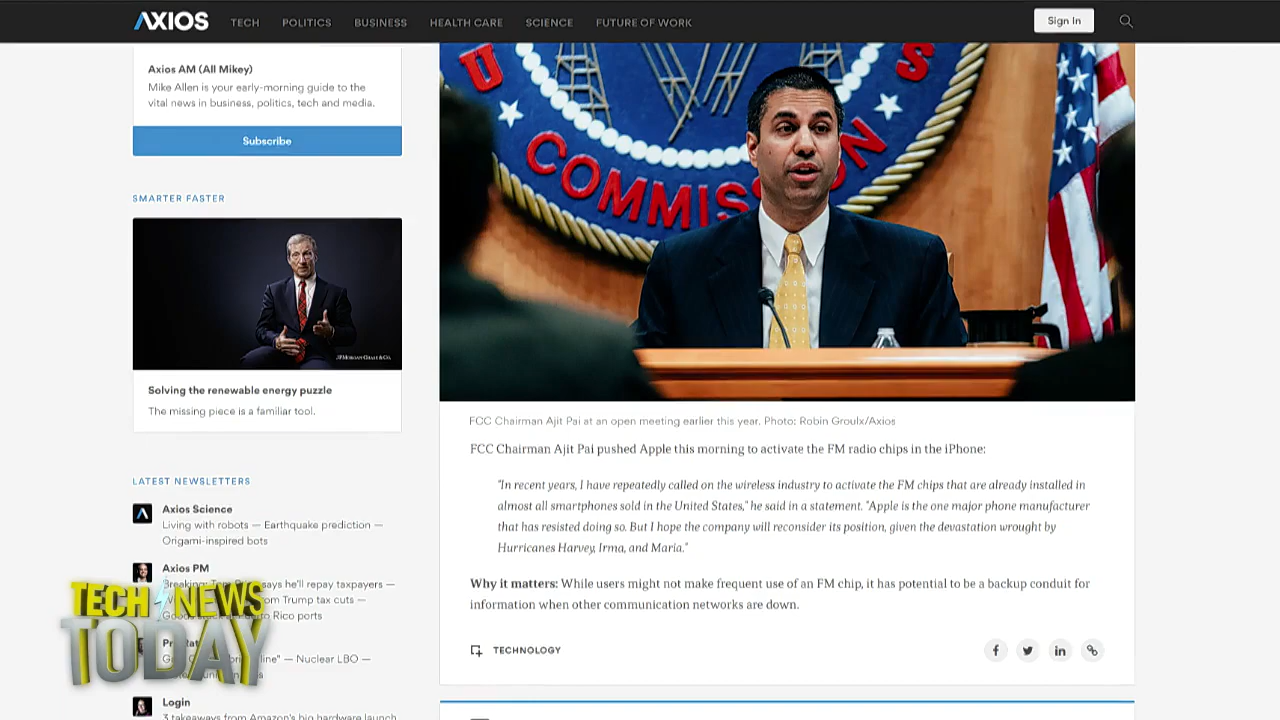 AXIOS TECH POLITICS BUSINESS HEALTH CARE SCIENCE FUTURE OF WORK Sign In
Axios AM (All Mikey)
Mike Allen is your early-morning guide to the
vital news in business, politics, tech and media.
Subscribe
SMARTER FASTER
JPMORGAN CHASE & CO.
Solving the renewable energy puzzle
The missing piece is a familiar tool.
LATEST NEWSLETTERS
Axios Science
Living with robots — Earthquake prediction —
Origami-inspired bots
Axios PM
Breaking: says he'll repay taxpayers —
Trump tax cuts —
Rico ports
line" — Nuclear LBO —
Login
3 takeaways from Amazon's big hardware launch
TECH NEWS
TODAY
U S
COMMISSION
FCC Chairman Ajit Pai at an open meeting earlier this year. Photo: Robin Groulx/Axios
FCC Chairman Ajit Pai pushed Apple this morning to activate the FM radio chips in the iPhone:
"In recent years, I have repeatedly called on the wireless industry to activate the FM chips that are already installed in
almost all smartphones sold in the United States," he said in a statement. "Apple is the one major phone manufacturer
that has resisted doing so. But I hope the company will reconsider its position, given the devastation wrought by
Hurricanes Harvey, Irma, and Maria."
Why it matters: While users might not make frequent use of an FM chip, it has potential to be a backup conduit for
information when other communication networks are down.
TECHNOLOGY